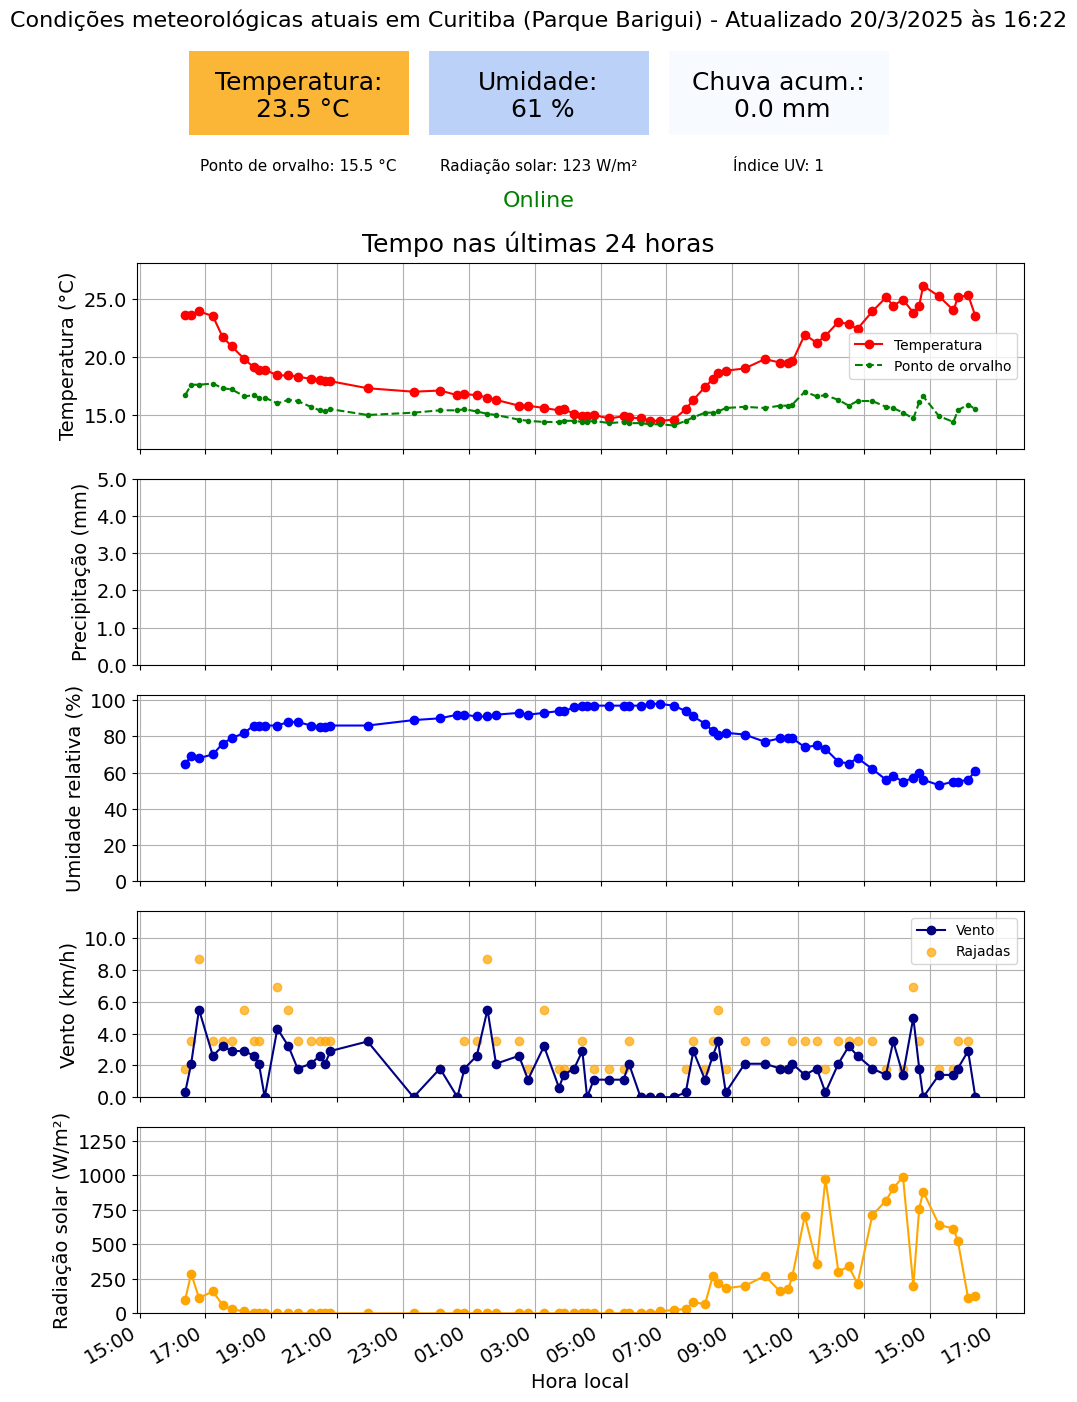 Condições meteorológicas atuais em Curitiba (Parque Barigui) - Atualizado 20/3/2025 às 16:22
Temperatura:
23.5 °C
Umidade:
61 %
Chuva acum.:
0.0 mm
Ponto de orvalho: 15.5 °C
Radiação solar: 123 W/m²
Índice UV: 1
Online
Tempo nas últimas 24 horas
Temperatura (°C)
25.0
20.0
15.0
Temperatura
Ponto de orvalho
Precipitação (mm)
5.0
4.0
3.0
2.0
1.0
0.0
Umidade relativa (%)
100
80
60
40
20
0
Vento (km/h)
10.0
8.0
6.0
4.0
2.0
0.0
Vento
Rajadas
Radiação solar (W/m²)
1250
1000
750
500
250
0
15:00
17:00
19:00
21:00
23:00
01:00
03:00
05:00
07:00
09:00
11:00
13:00
15:00
17:00
Hora local